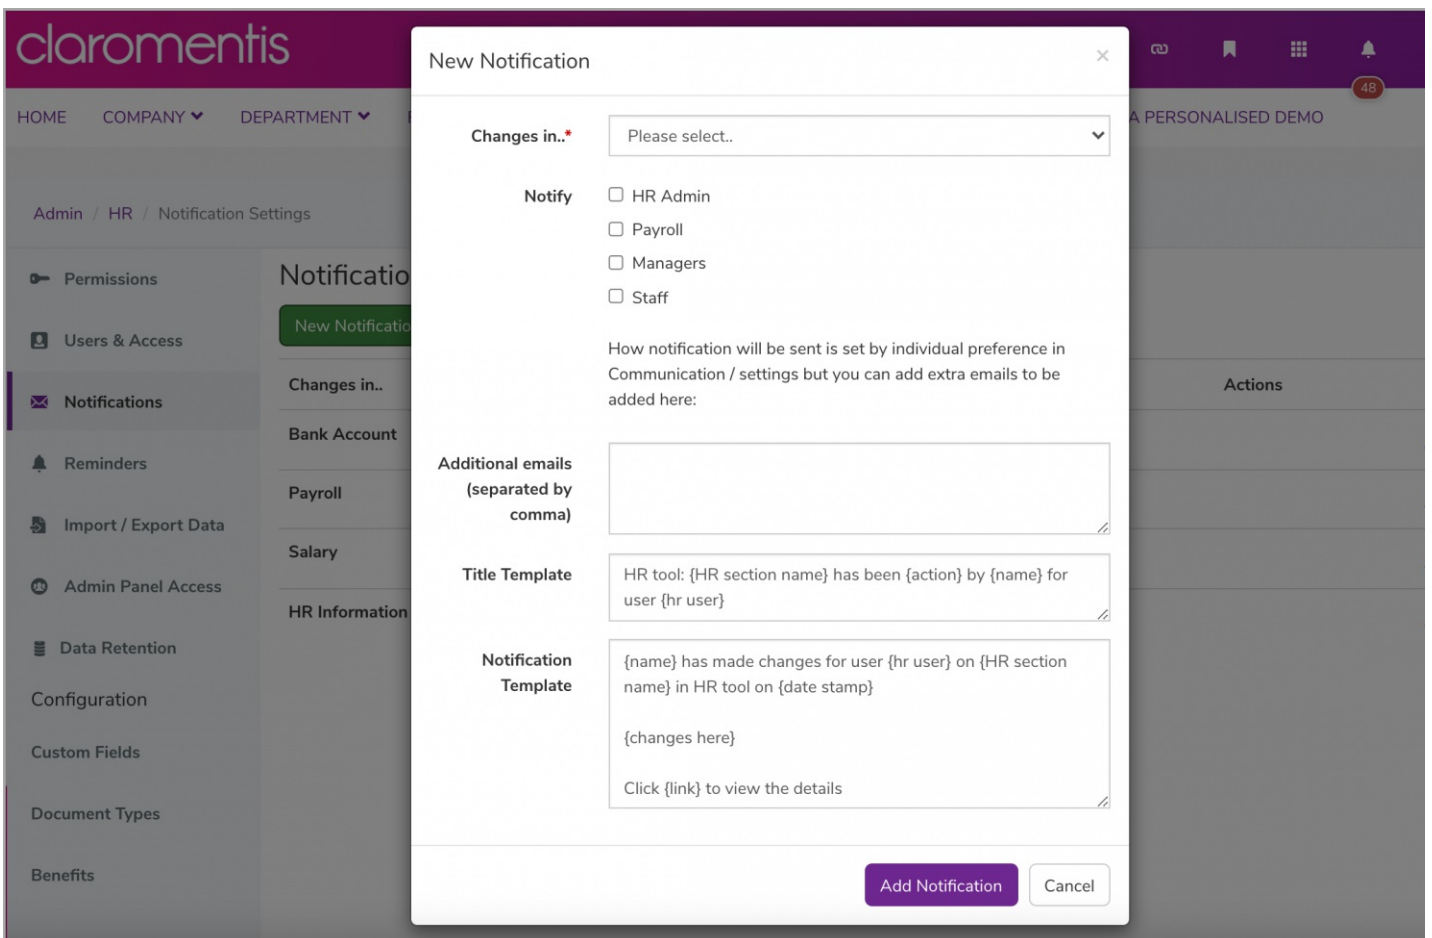 claromentis
New Notification
×
48
HOME COMPANY DEPARTMENT A PERSONALISED DEMO
Changes in..* Please select..
Notify HR Admin
Payroll
Managers
Staff
Admin / HR / Notification Settings
Permissions
Users & Access
Notifications
Reminders
Import / Export Data
Admin Panel Access
Data Retention
Configuration
Custom Fields
Document Types
Benefits
Notificatio
New Notificatio
Changes in.. Actions
Bank Account
Payroll
Salary
HR Information
How notification will be sent is set by individual preference in
Communication / settings but you can add extra emails to be
added here:
Additional emails
(separated by
comma)
Title Template
HR tool: {HR section name} has been {action} by {name} for
user {hr user}
Notification
Template
{name} has made changes for user {hr user} on {HR section
name} in HR tool on {date stamp}
{changes here}
Click {link} to view the details
Add Notification Cancel